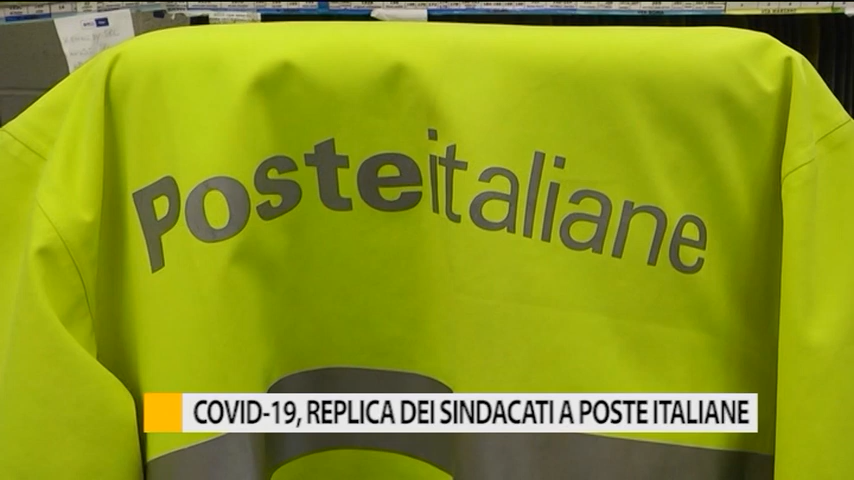 Posteitaliane
COVID-19, REPLICA DEI SINDACATI A POSTE ITALIANE